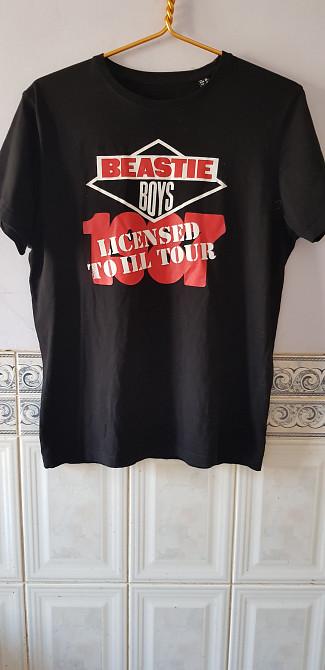 BEASTIE
BOYS
1987
LICENSED
TO ILL TOUR